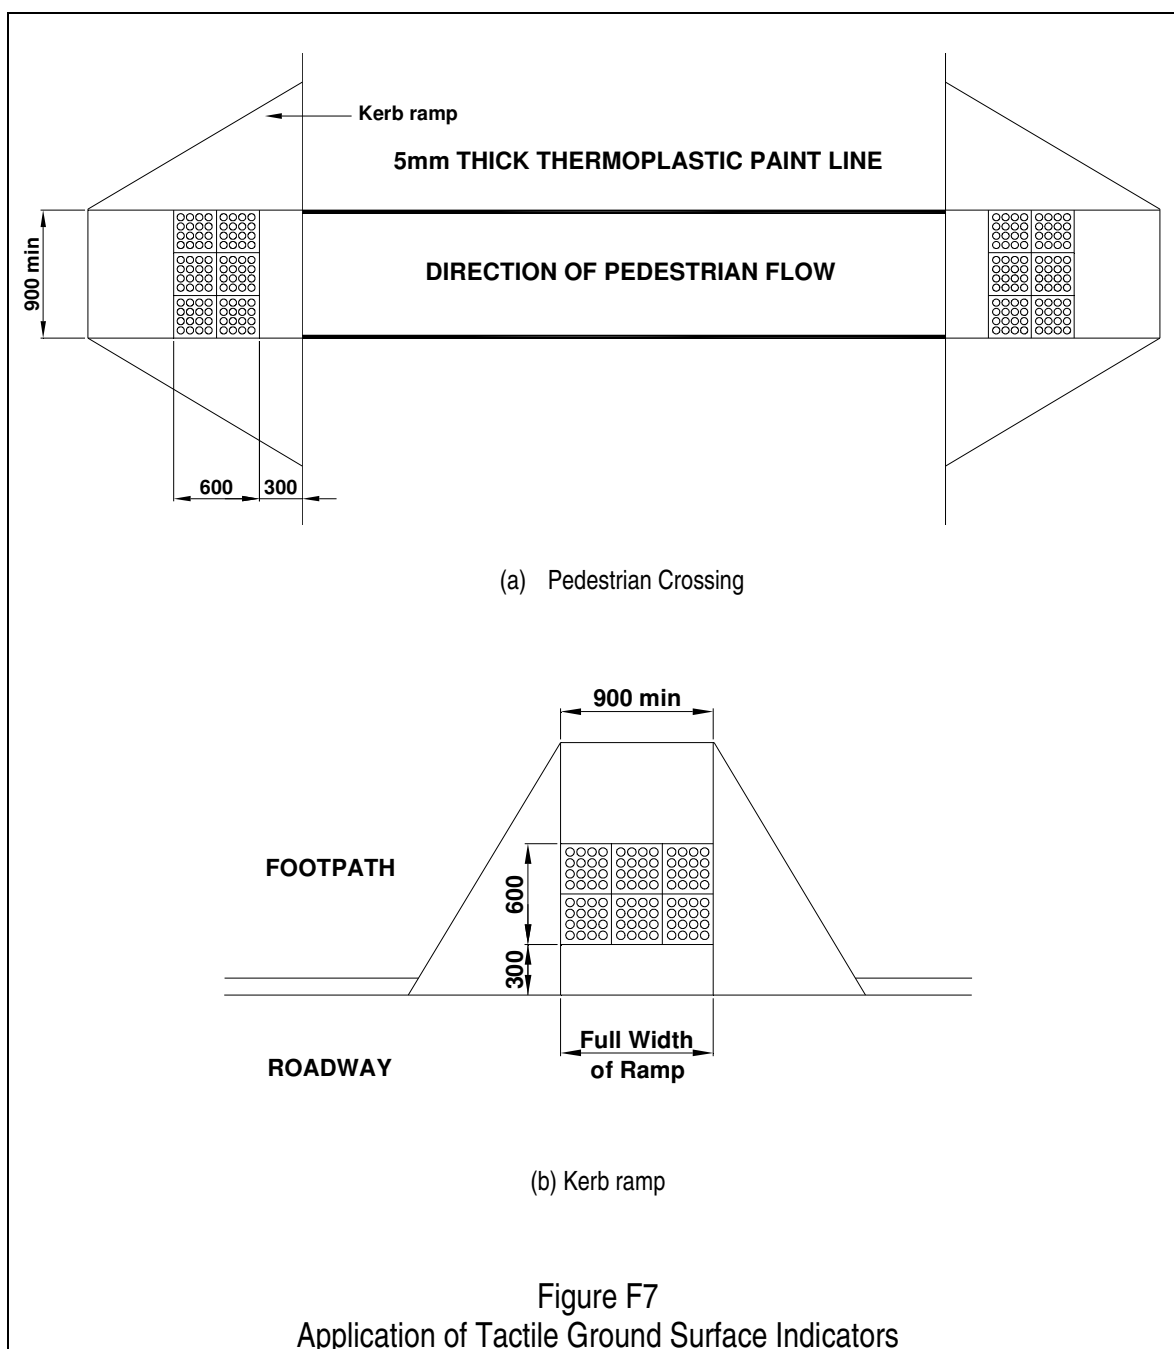 Kerb ramp
5mm THICK THERMOPLASTIC PAINT LINE
900 min
DIRECTION OF PEDESTRIAN FLOW
600
300
(a) Pedestrian Crossing
900 min
FOOTPATH
600
300
Full Width
of Ramp
ROADWAY
(b) Kerb ramp
Figure F7
Application of Tactile Ground Surface Indicators